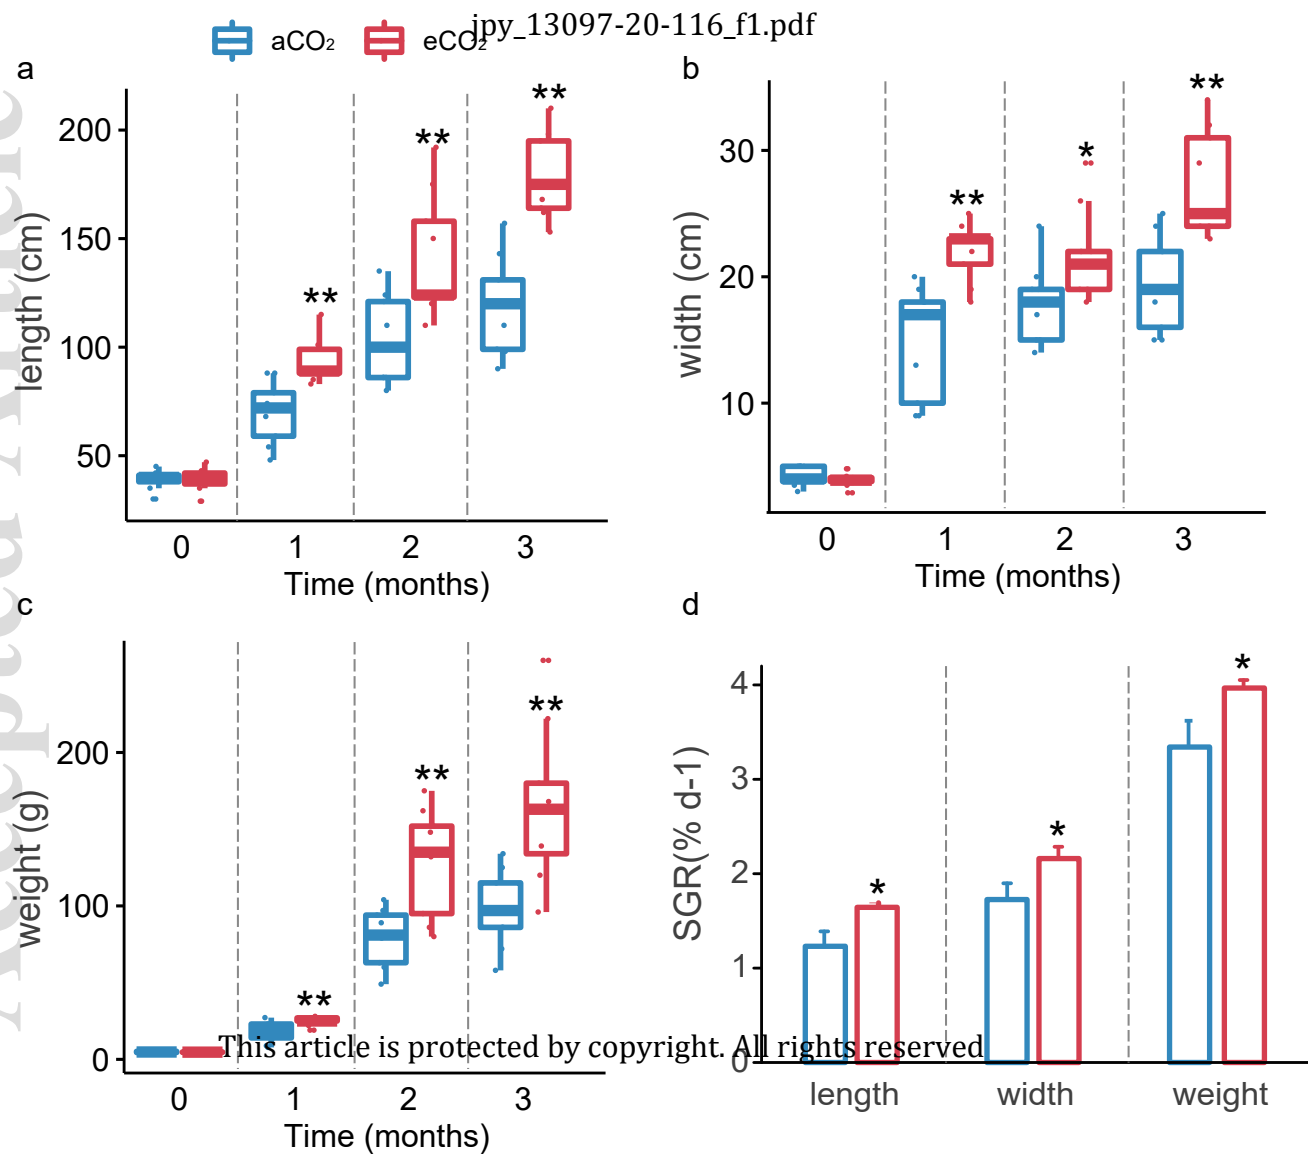 jpy_13097-20-116_f1.pdf
aCO2 eCO2
a
**
**
**
200
150
100
50
length (cm)
0 1 2 3
Time (months)
b
**
*
**
30
20
10
width (cm)
0 1 2 3
Time (months)
c
**
**
**
200
100
0
weight (g)
0 1 2 3
Time (months)
d
*
*
*
4
3
2
1
0
SGR(% d-1)
length width weight
Accepted Article
This article is protected by copyright. All rights reserved